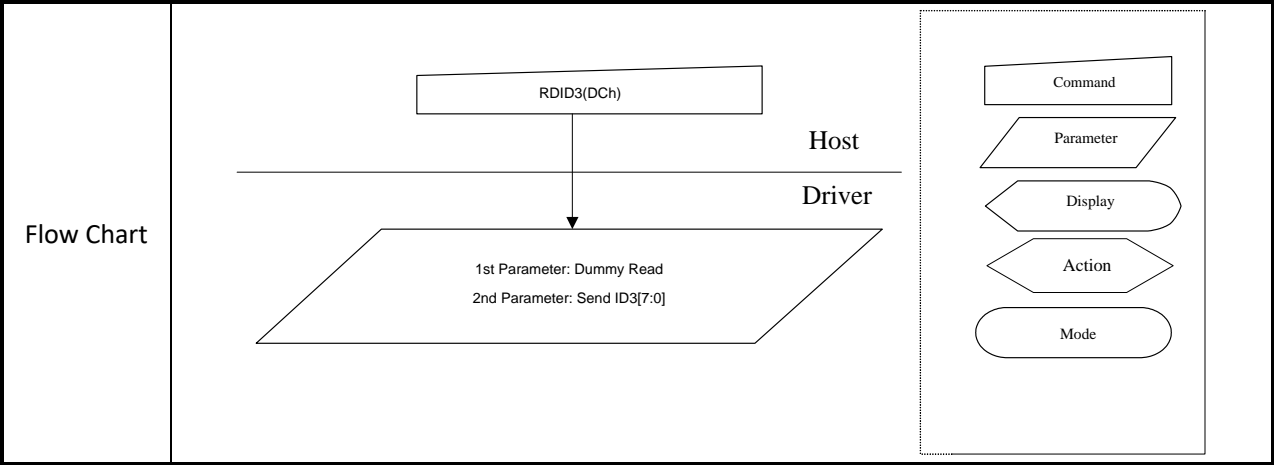 Flow Chart
RDID3(DCh)
Host
Driver
1st Parameter: Dummy Read
2nd Parameter: Send ID3[7:0]
Command
Parameter
Display
Action
Mode